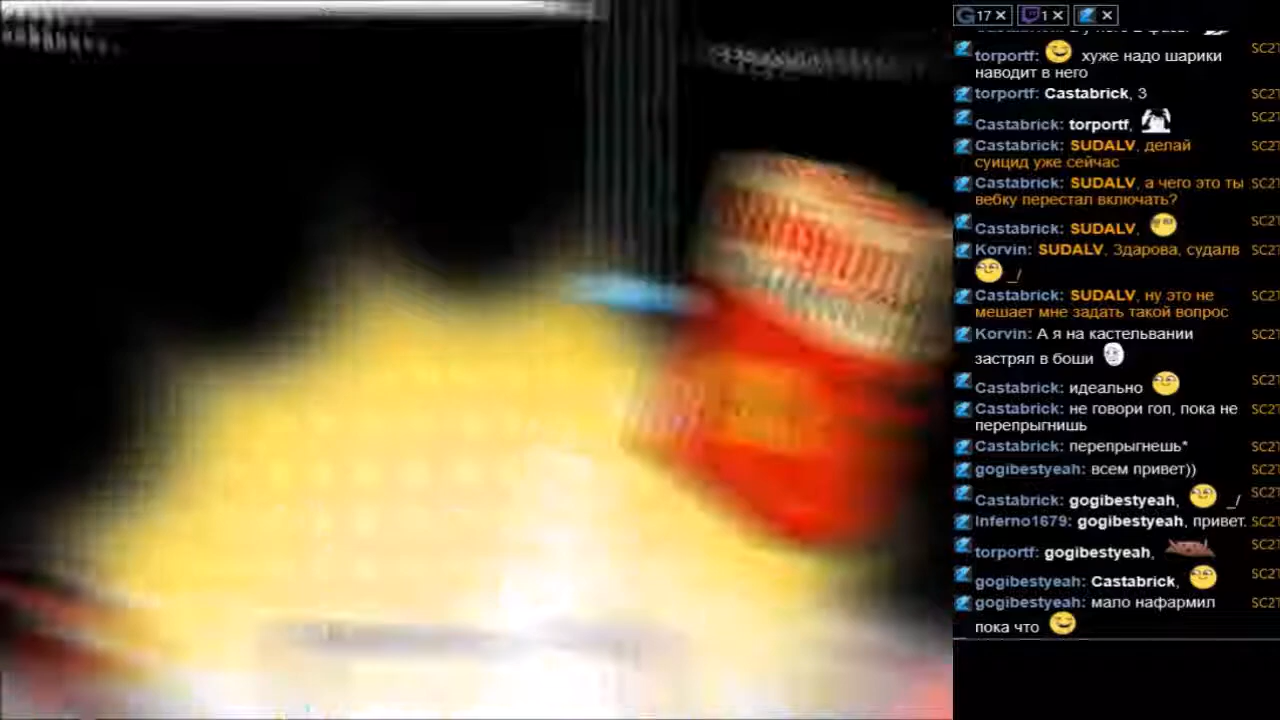 17 × 1 × ×
torportf: хуже надо шарики
наводит в него
torportf: Castabrick, 3
Castabrick: torportf,
Castabrick: SUDALV, делай
суицид уже сейчас
Castabrick: SUDALV, а чего это ты
вебку перестал включать?
Castabrick: SUDALV,
Korvin: SUDALV, Здарова, судалв
_/
Castabrick: SUDALV, ну это не
мешает мне задать такой вопрос
Korvin: А я на кастельвании
застрял в боши
Castabrick: идеально
Castabrick: не говори гоп, пока не
перепрыгнишь
Castabrick: перепрыгнешь*
gogibestyeah: всем привет))
Castabrick: gogibestyeah, _/
Inferno1679: gogibestyeah, привет.
torportf: gogibestyeah,
gogibestyeah: Castabrick,
gogibestyeah: мало нафармил
пока что